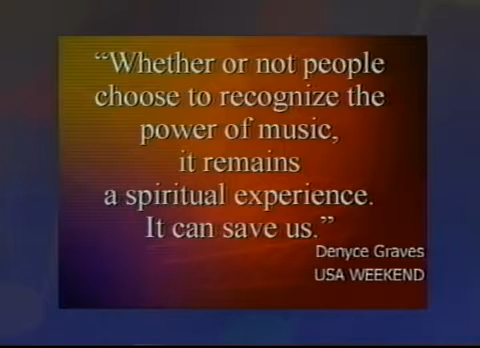 “Whether or not people
choose to recognize the
power of music,
it remains
a spiritual experience.
It can save us.”
Denyce Graves
USA WEEKEND